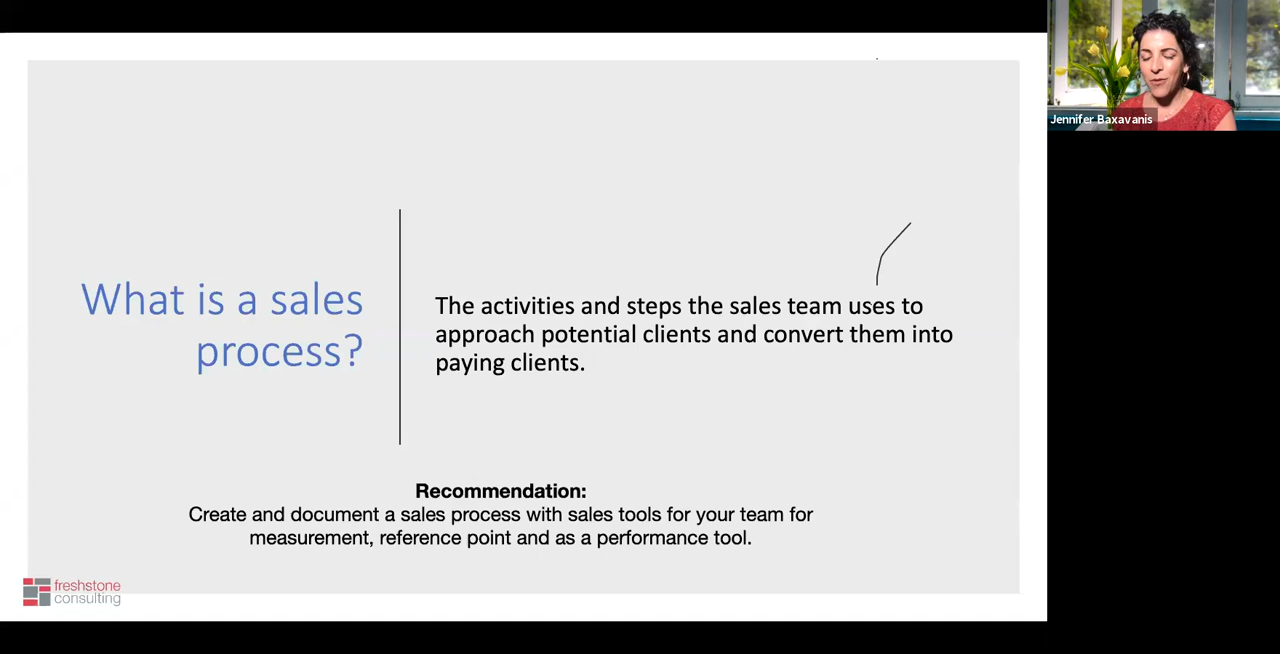 Jennifer Baxavanis
What is a sales
process?
The activities and steps the sales team uses to
approach potential clients and convert them into
paying clients.
Recommendation:
Create and document a sales process with sales tools for your team for
measurement, reference point and as a performance tool.
freshstone
consulting